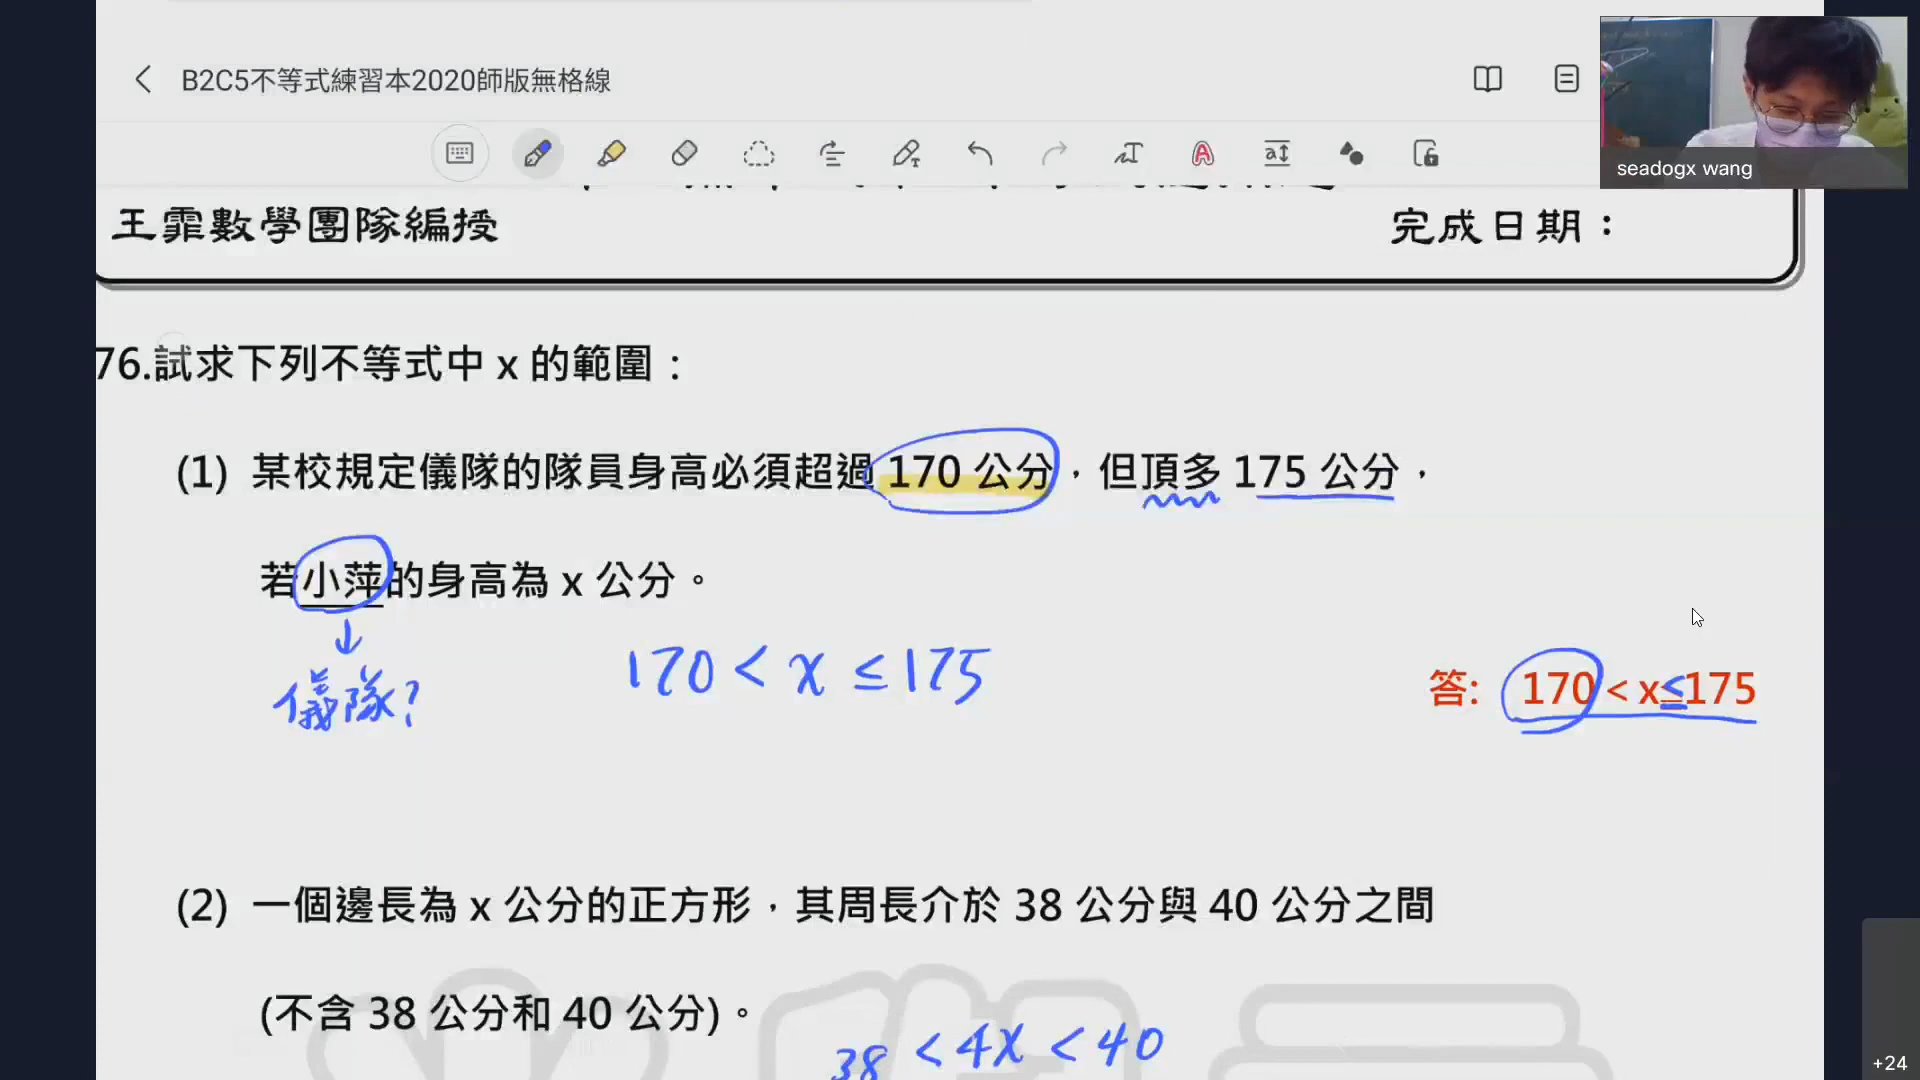 B2C5不等式練習本2020師版無格線
seadogx wang
王霏數學團隊編授
完成日期：
76.試求下列不等式中 x 的範圍：
(1) 某校規定儀隊的隊員身高必須超過 170 公分，但頂多 175 公分，
若小萍的身高為 x 公分。
儀隊?
170 < x ≤ 175
答: 170 < x ≤ 175
(2) 一個邊長為 x 公分的正方形，其周長介於 38 公分與 40 公分之間
(不含 38 公分和 40 公分)。
38 < 4x < 40
+24